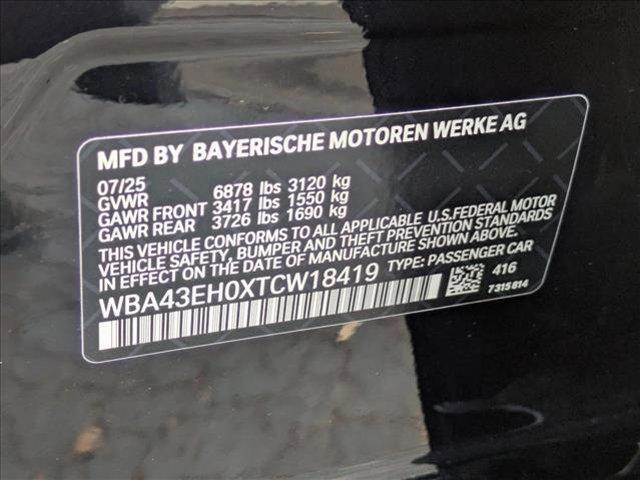 MFD BY BAYERISCHE MOTOREN WERKE AG
07/25
GVWR 6878 lbs 3120 kg
GAWR FRONT 3417 lbs 1550 kg
GAWR REAR 3726 lbs 1690 kg
THIS VEHICLE CONFORMS TO ALL APPLICABLE U.S.FEDERAL MOTOR
VEHICLE SAFETY, BUMPER AND THEFT PREVENTION STANDARDS
IN EFFECT ON THE DATE OF MANUFACTURE SHOWN ABOVE.
WBA43EH0XTCW18419 TYPE: PASSENGER CAR
416
7315814